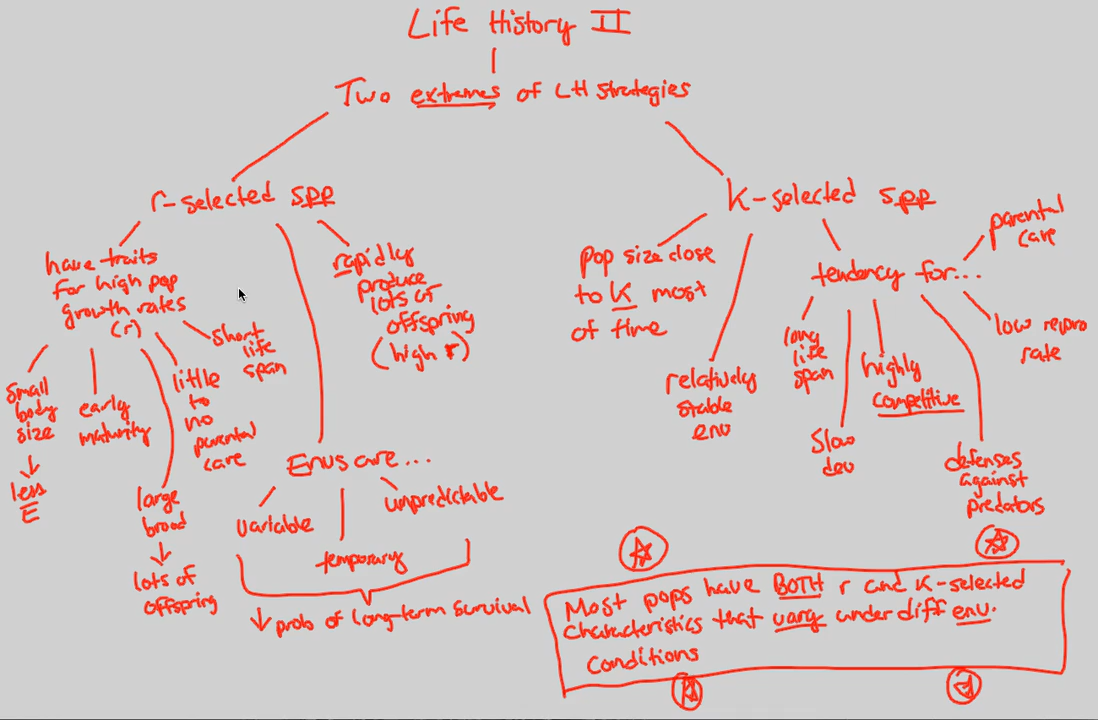 Life History II
Two extremes of LH strategies
r-selected spp
have traits
for high pop
growth rates
(r)
small
body
size
↓
less
E
early
maturity
large
brood
↓
lots of
offspring
little
to
no
parental
care
short
life
span
Envs are...
variable
temporary
unpredictable
↓ prob of long-term survival
rapidly
produce
lots of
offspring
(high r)
K-selected spp
pop size close
to K most
of time
relatively
stable
env
tendency for...
long
life
span
slow
dev
highly
competitive
defenses
against
predators
low repro
rate
parental
care
Most pops have BOTH r and K-selected
characteristics that vary under diff env.
conditions